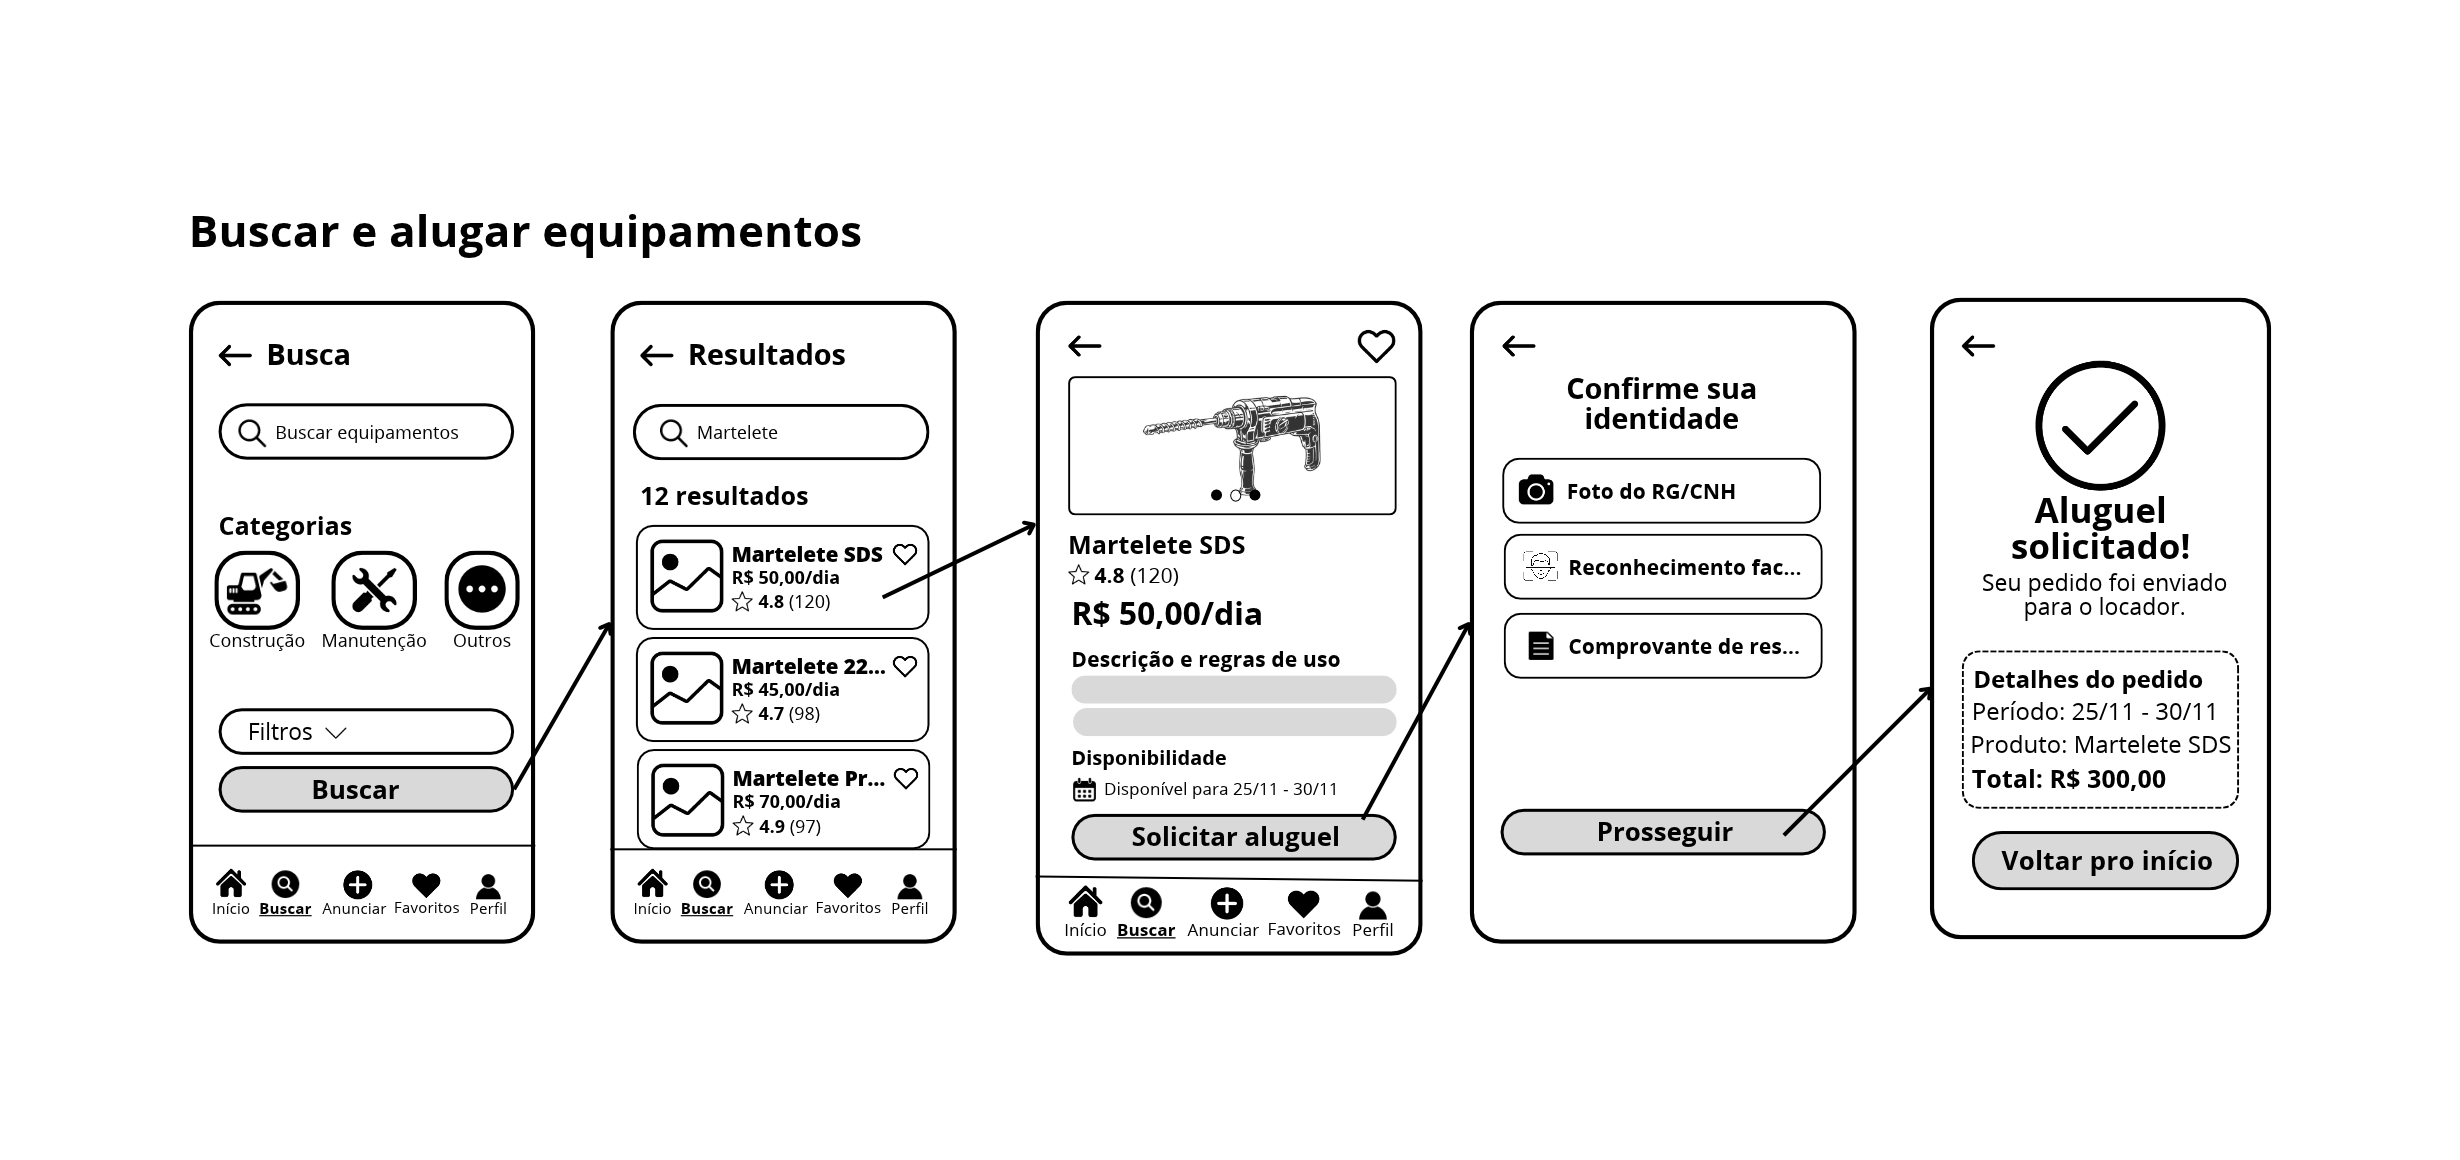 Buscar e alugar equipamentos
Busca
Buscar equipamentos
Categorias
Construção Manutenção Outros
Filtros
Buscar
Início Buscar Anunciar Favoritos Perfil
Resultados
Martelete
12 resultados
Martelete SDS
R$ 50,00/dia
4.8 (120)
Martelete 22...
R$ 45,00/dia
4.7 (98)
Martelete Pr...
R$ 70,00/dia
4.9 (97)
Início Buscar Anunciar Favoritos Perfil
Martelete SDS
4.8 (120)
R$ 50,00/dia
Descrição e regras de uso
Disponibilidade
Disponível para 25/11 - 30/11
Solicitar aluguel
Início Buscar Anunciar Favoritos Perfil
Confirme sua
identidade
Foto do RG/CNH
Reconhecimento fac...
Comprovante de res...
Prosseguir
Aluguel
solicitado!
Seu pedido foi enviado
para o locador.
Detalhes do pedido
Período: 25/11 - 30/11
Produto: Martelete SDS
Total: R$ 300,00
Voltar pro início